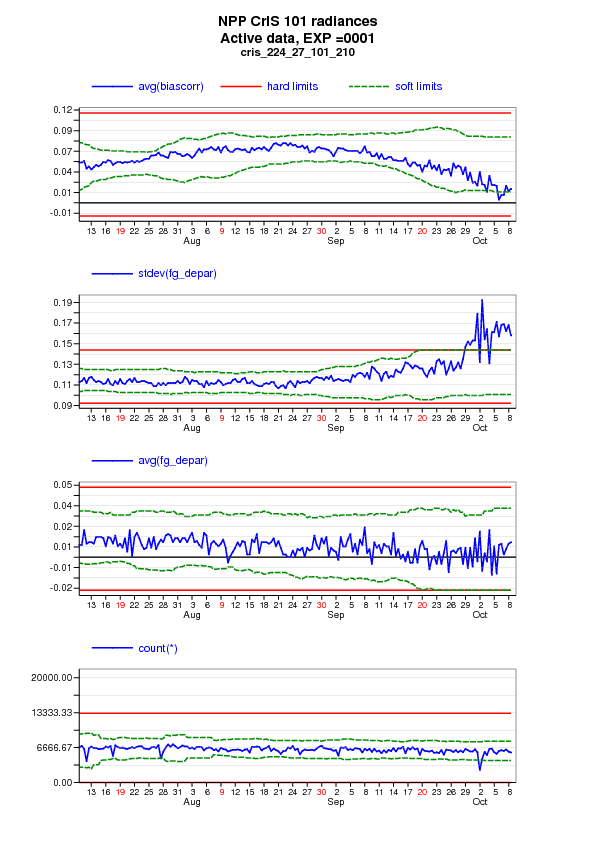 NPP CrIS 101 radiances
Active data, EXP =0001
cris_224_27_101_210
avg(biascorr) hard limits soft limits
0.12
0.09
0.07
0.04
0.01
-0.01
13 16 19 22 25 28 31 3 6 9 12 15 18 21 24 27 30 2 5 8 11 14 17 20 23 26 29 2 5 8
Aug Sep Oct
stdev(fg_depar)
0.19
0.17
0.15
0.13
0.11
0.09
13 16 19 22 25 28 31 3 6 9 12 15 18 21 24 27 30 2 5 8 11 14 17 20 23 26 29 2 5 8
Aug Sep Oct
avg(fg_depar)
0.05
0.04
0.02
0.01
-0.01
-0.02
13 16 19 22 25 28 31 3 6 9 12 15 18 21 24 27 30 2 5 8 11 14 17 20 23 26 29 2 5 8
Aug Sep Oct
count(*)
20000.00
13333.33
6666.67
0.00
13 16 19 22 25 28 31 3 6 9 12 15 18 21 24 27 30 2 5 8 11 14 17 20 23 26 29 2 5 8
Aug Sep Oct